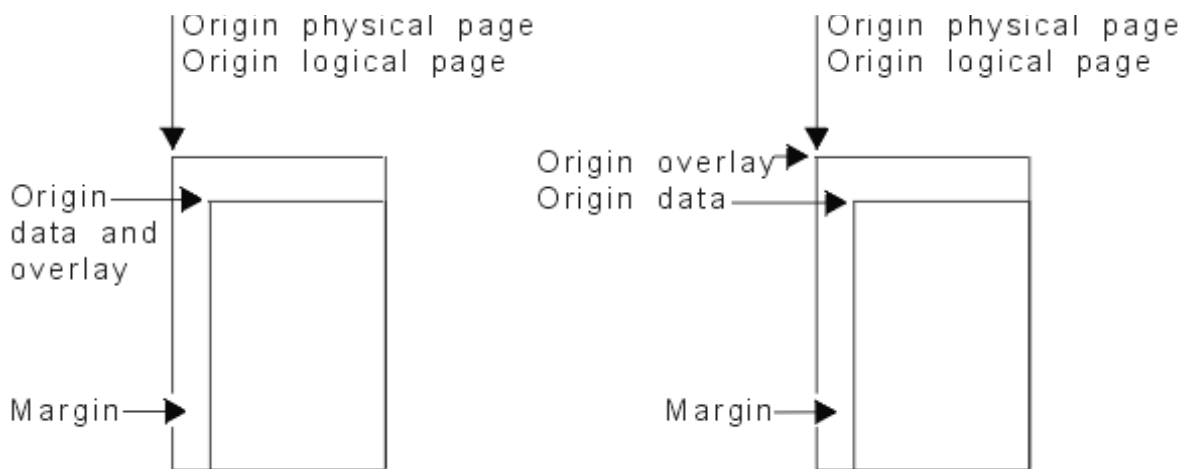 Origin physical page
Origin logical page
Origin
data and
overlay
Margin
Origin physical page
Origin logical page
Origin overlay
Origin data
Margin